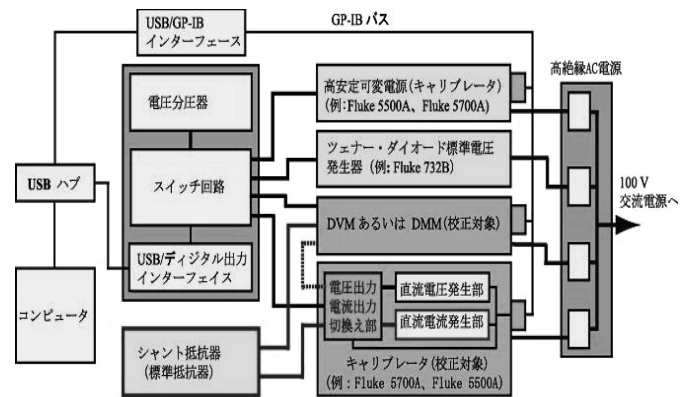 USB/GP-IB
インターフェース
GP-IB バス
高絶縁AC電源
電圧分圧器
高安定可変電源(キャリブレータ)
(例:Fluke 5500A、Fluke 5700A)
ツェナー・ダイオード標準電圧
発生器 (例: Fluke 732B)
USB ハブ
スイッチ回路
100 V
交流電源へ
DVM あるいは DMM(校正対象)
USB/ディジタル出力
インターフェイス
電圧出力
電流出力
切換え部
直流電圧発生部
直流電流発生部
コンピュータ
シャント抵抗器
(標準抵抗器)
キャリブレータ(校正対象)
(例：Fluke 5700A、Fluke 5500A)